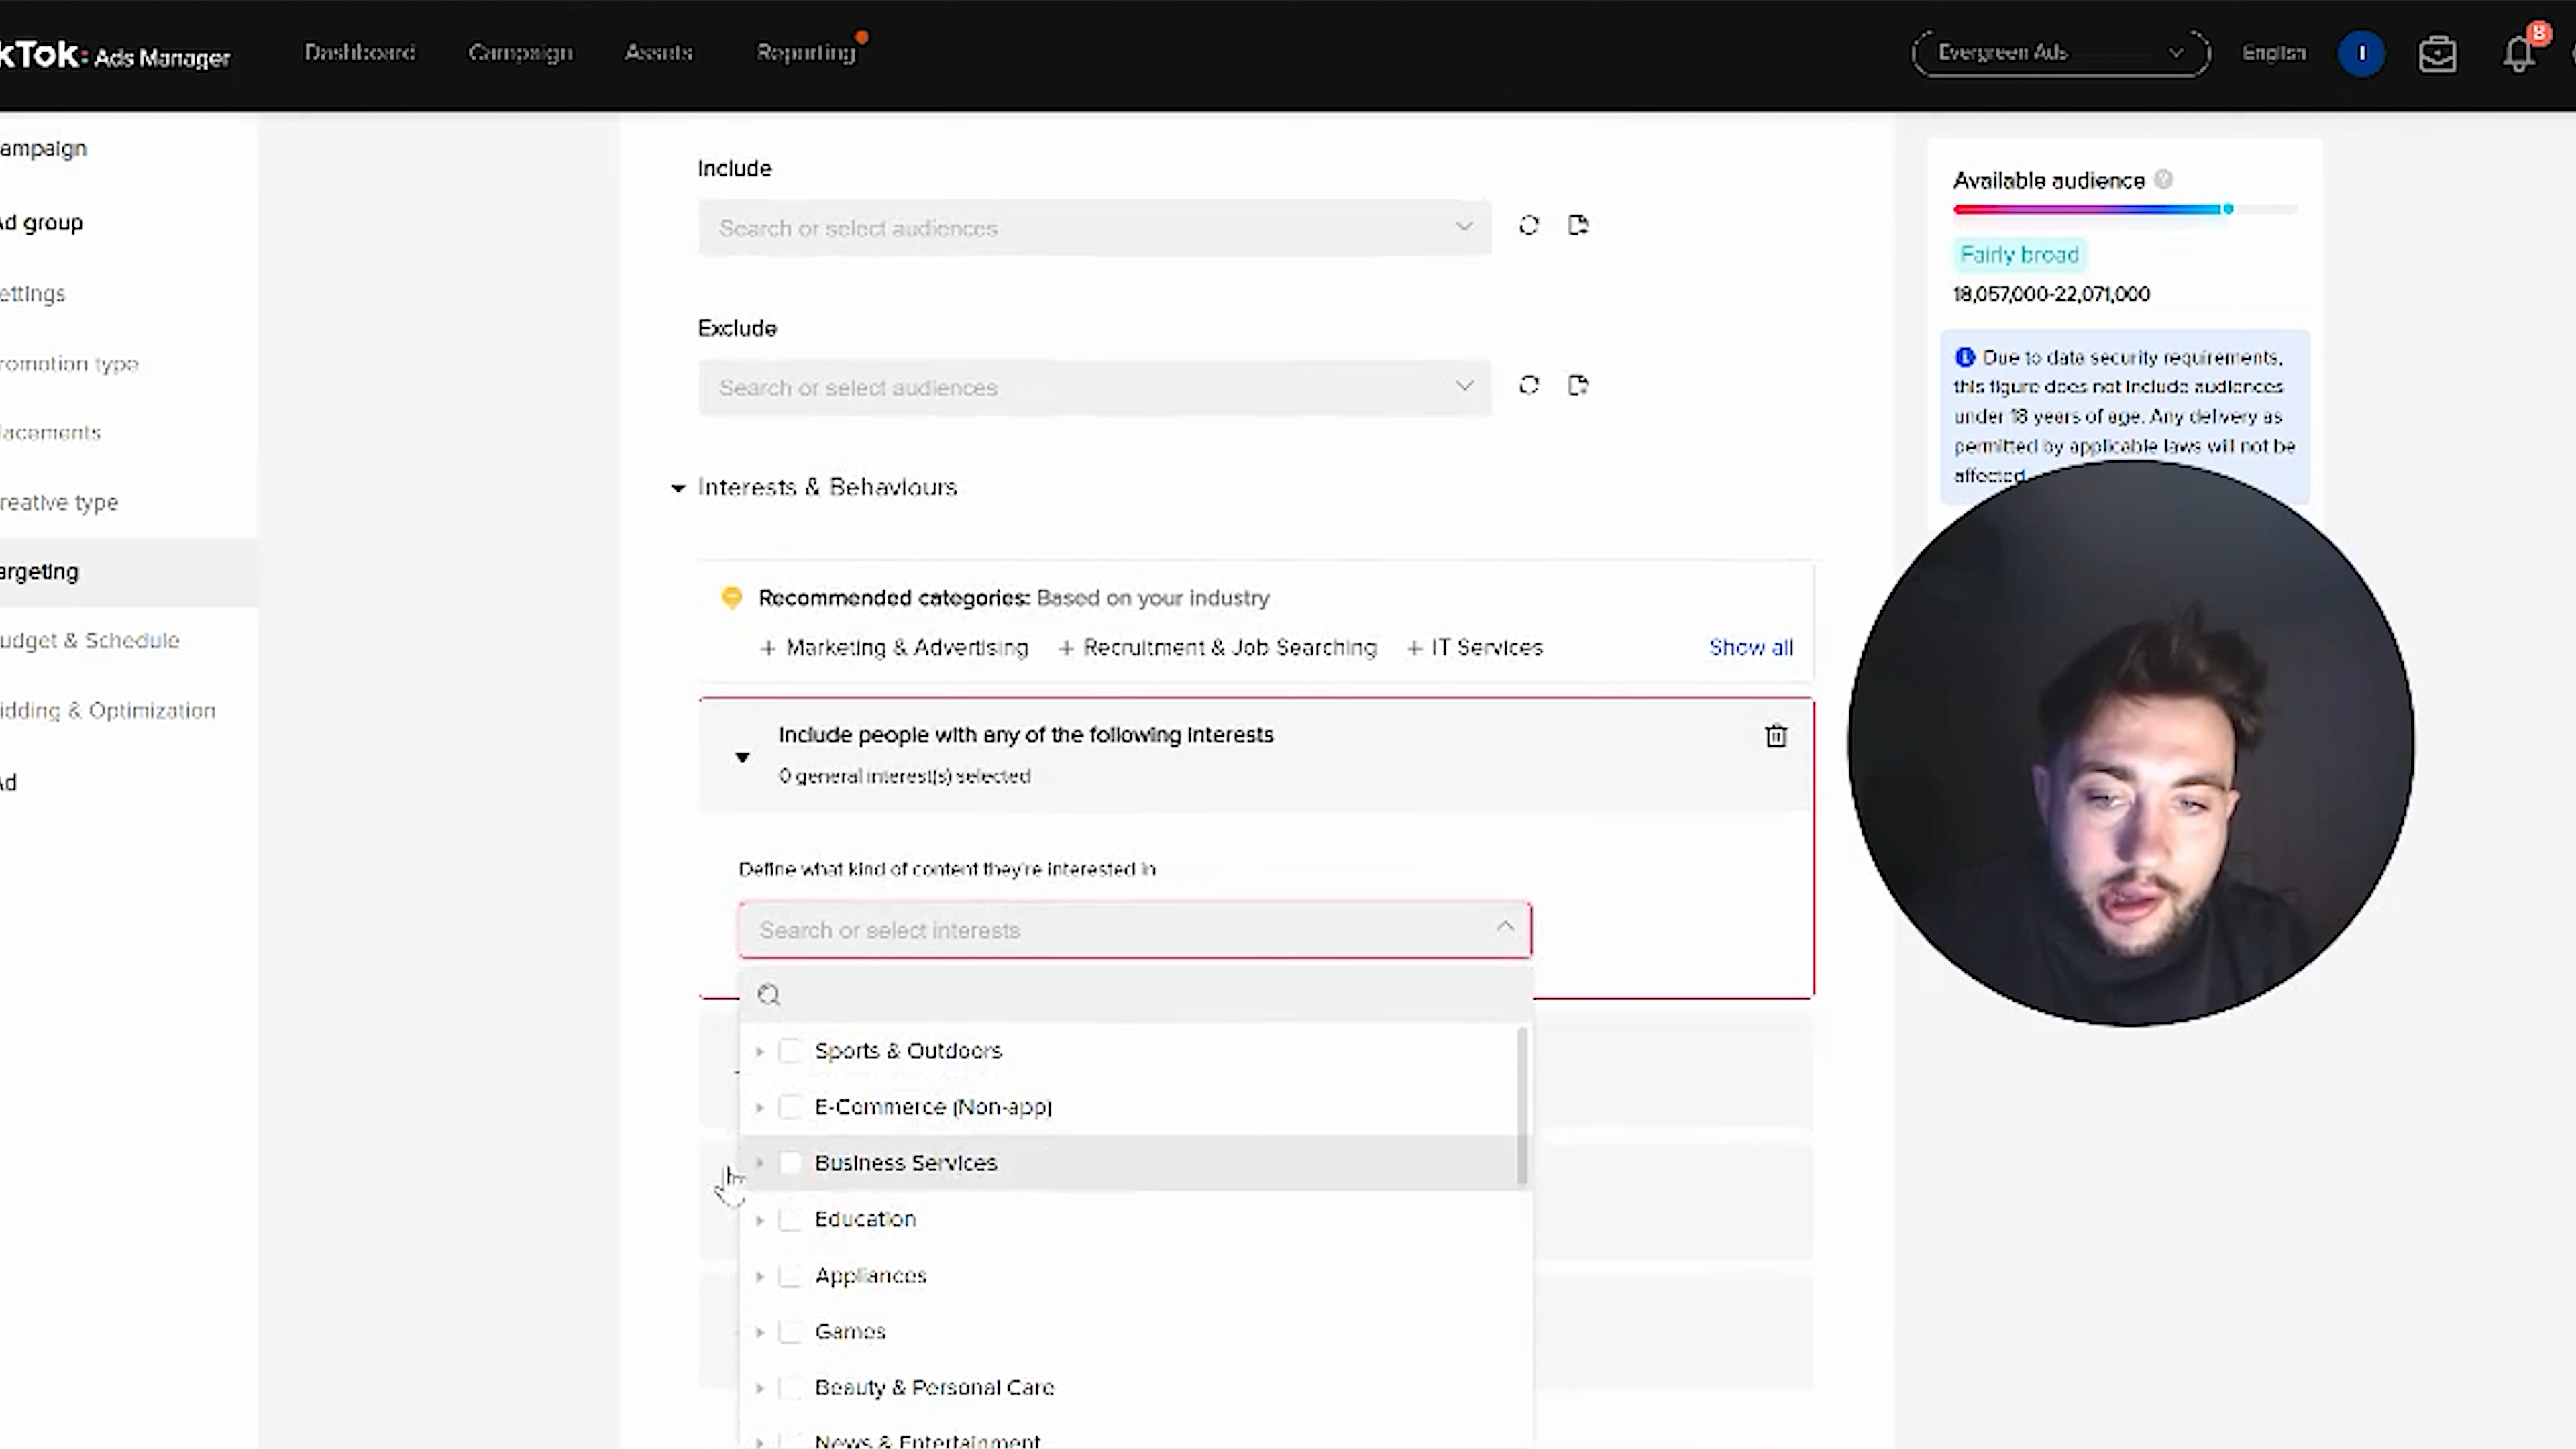 kTok: Ads Manager
Dashboard
Campaign
Assets
Reporting
Evergreen Ads
English
I
8
ampaign
Ad group
ettings
romotion type
lacements
reative type
argeting
udget & Schedule
idding & Optimization
Ad
Include
Search or select audiences
Exclude
Search or select audiences
Interests & Behaviours
Recommended categories: Based on your industry
+ Marketing & Advertising + Recruitment & Job Searching + IT Services Show all
Include people with any of the following interests
0 general interest(s) selected
Define what kind of content they're interested in
Search or select interests
Sports & Outdoors
E-Commerce (Non-app)
Business Services
Education
Appliances
Games
Beauty & Personal Care
News & Entertainment
Available audience
Fairly broad
18,057,000-22,071,000
Due to data security requirements,
this figure does not include audiences
under 18 years of age. Any delivery as
permitted by applicable laws will not be
affected.